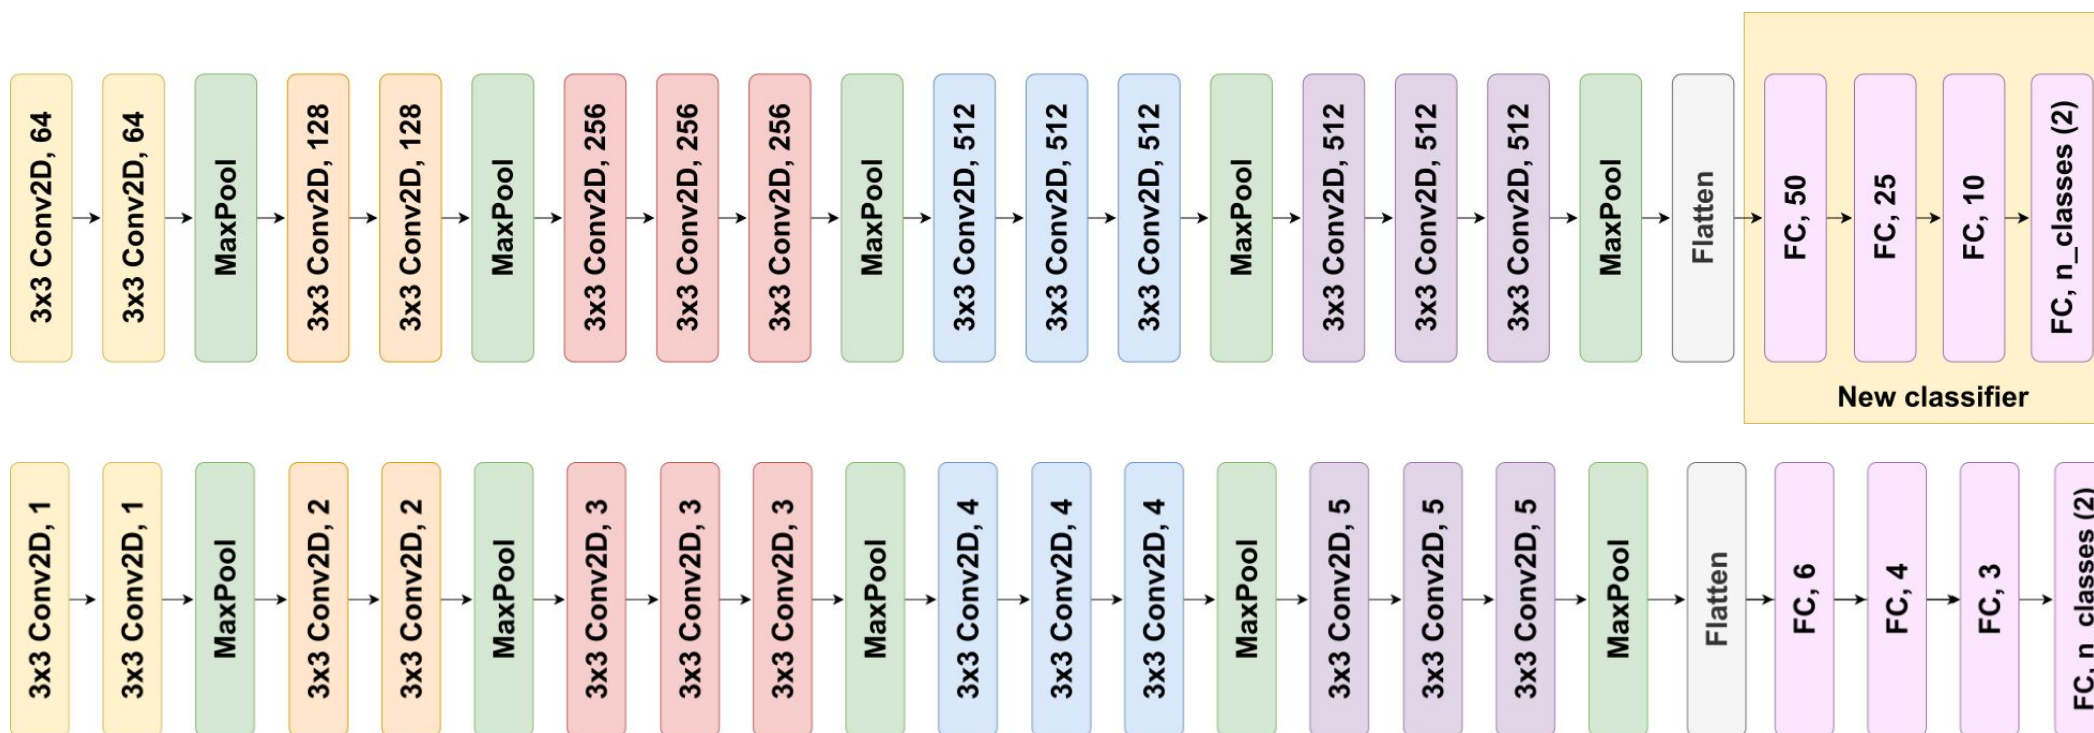 3x3 Conv2D, 64
3x3 Conv2D, 64
MaxPool
3x3 Conv2D, 128
3x3 Conv2D, 128
MaxPool
3x3 Conv2D, 256
3x3 Conv2D, 256
3x3 Conv2D, 256
MaxPool
3x3 Conv2D, 512
3x3 Conv2D, 512
3x3 Conv2D, 512
MaxPool
3x3 Conv2D, 512
3x3 Conv2D, 512
3x3 Conv2D, 512
MaxPool
Flatten
FC, 50
FC, 25
FC, 10
FC, n_classes (2)
New classifier
3x3 Conv2D, 1
3x3 Conv2D, 1
MaxPool
3x3 Conv2D, 2
3x3 Conv2D, 2
MaxPool
3x3 Conv2D, 3
3x3 Conv2D, 3
3x3 Conv2D, 3
MaxPool
3x3 Conv2D, 4
3x3 Conv2D, 4
3x3 Conv2D, 4
MaxPool
3x3 Conv2D, 5
3x3 Conv2D, 5
3x3 Conv2D, 5
MaxPool
Flatten
FC, 6
FC, 4
FC, 3
FC, n_classes (2)